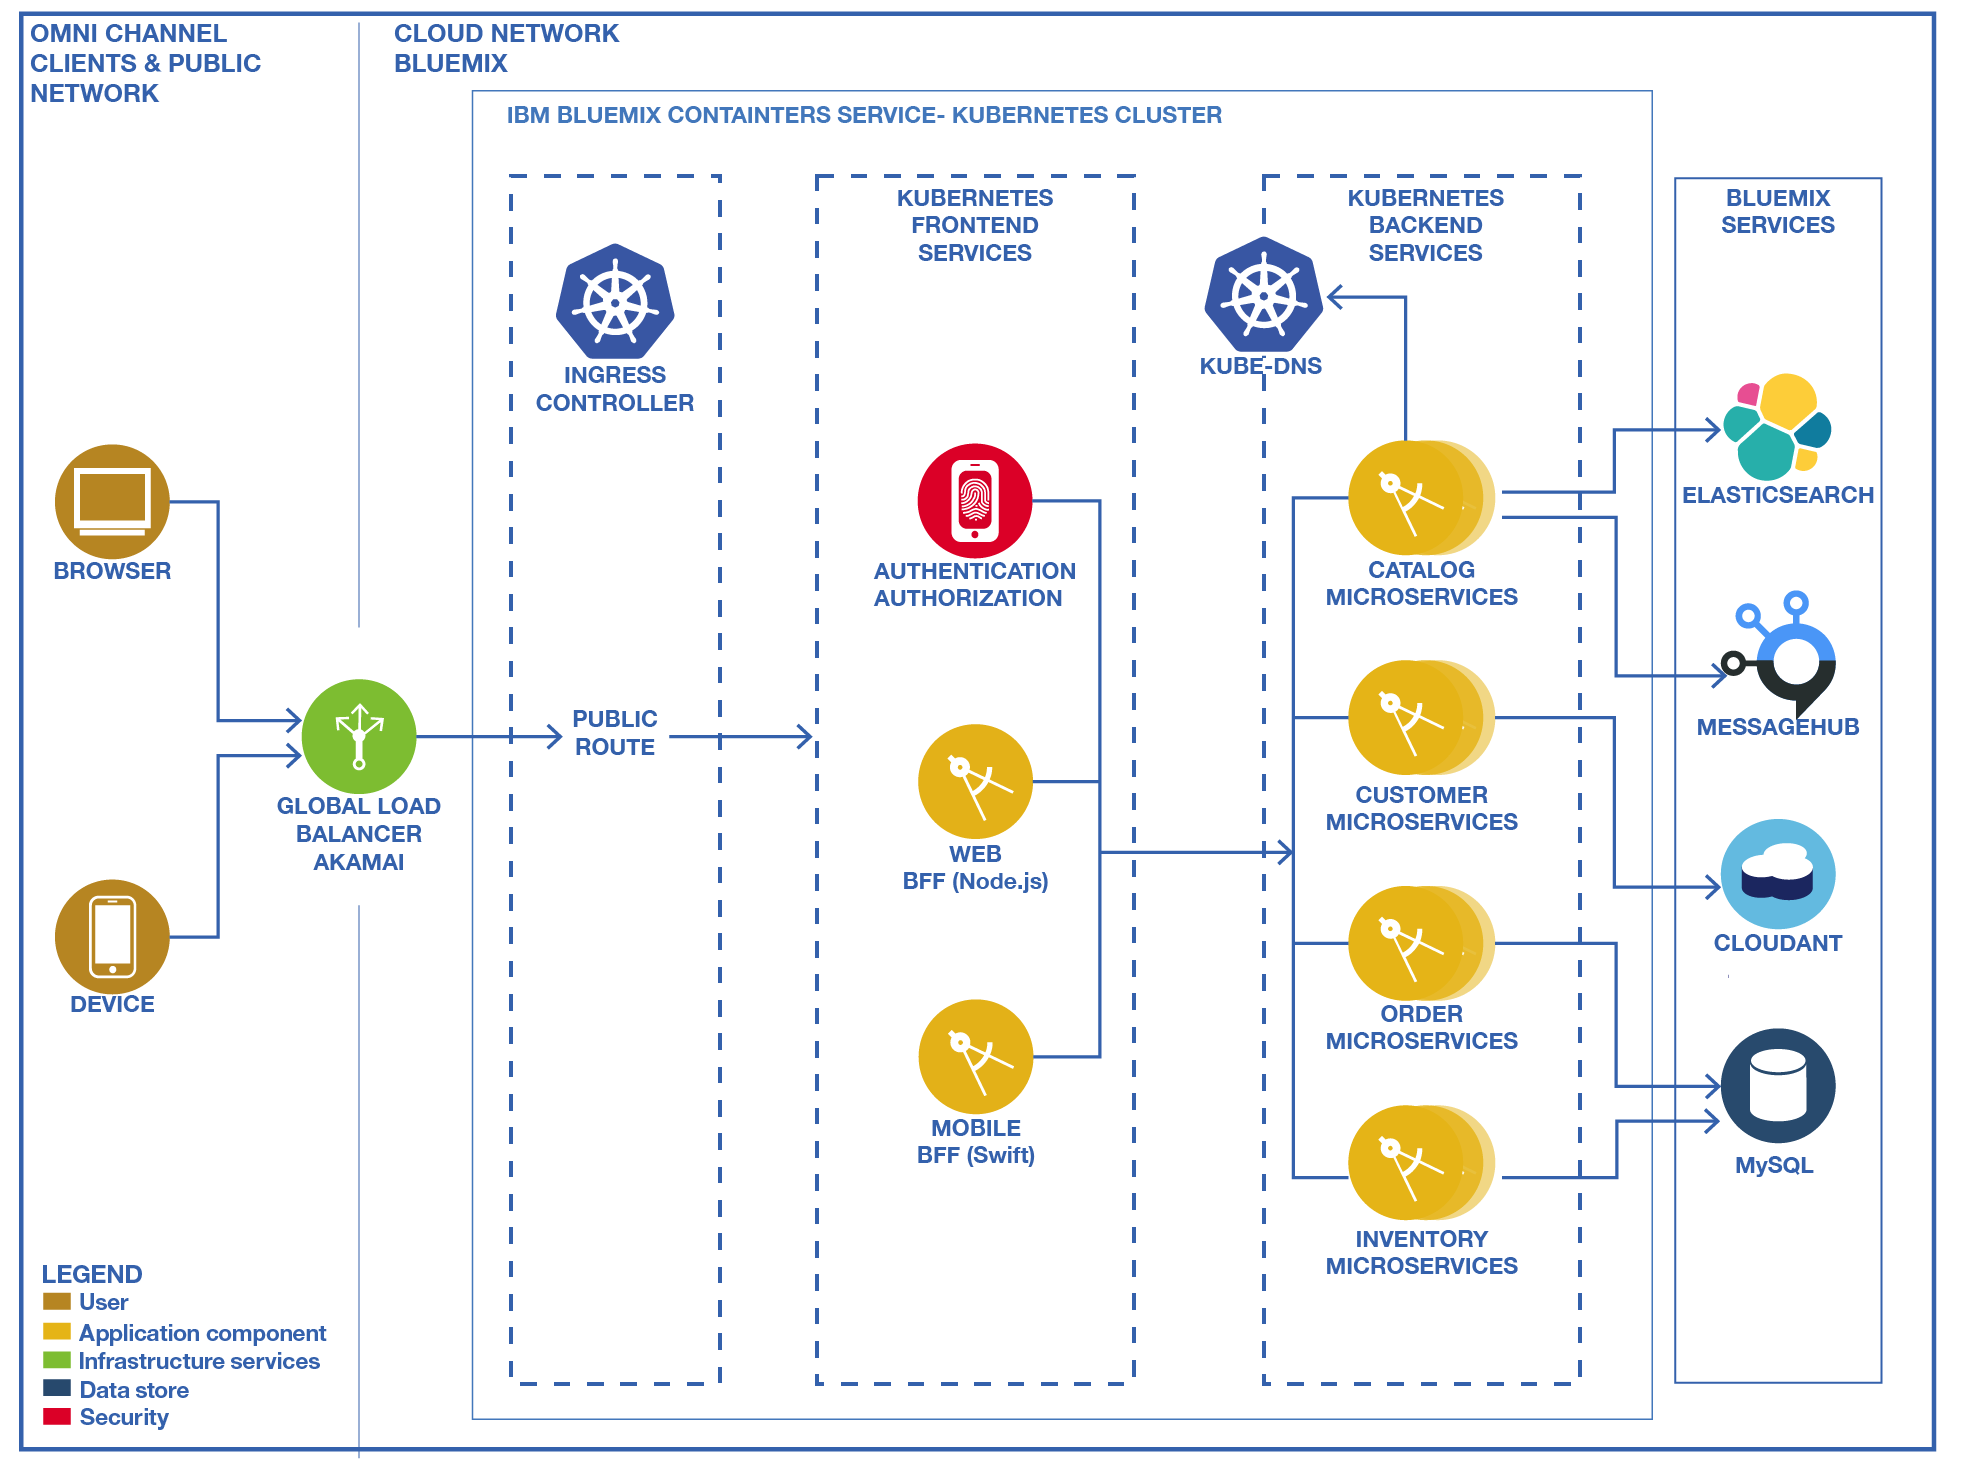 OMNI CHANNEL
CLIENTS & PUBLIC
NETWORK
CLOUD NETWORK
BLUEMIX
IBM BLUEMIX CONTAINTERS SERVICE- KUBERNETES CLUSTER
INGRESS
CONTROLLER
KUBERNETES
FRONTEND
SERVICES
KUBERNETES
BACKEND
SERVICES
BLUEMIX
SERVICES
KUBE-DNS
BROWSER
DEVICE
GLOBAL LOAD
BALANCER
AKAMAI
PUBLIC
ROUTE
AUTHENTICATION
AUTHORIZATION
WEB
BFF (Node.js)
MOBILE
BFF (Swift)
CATALOG
MICROSERVICES
CUSTOMER
MICROSERVICES
ORDER
MICROSERVICES
INVENTORY
MICROSERVICES
ELASTICSEARCH
MESSAGEHUB
CLOUDANT
MySQL
LEGEND
User
Application component
Infrastructure services
Data store
Security